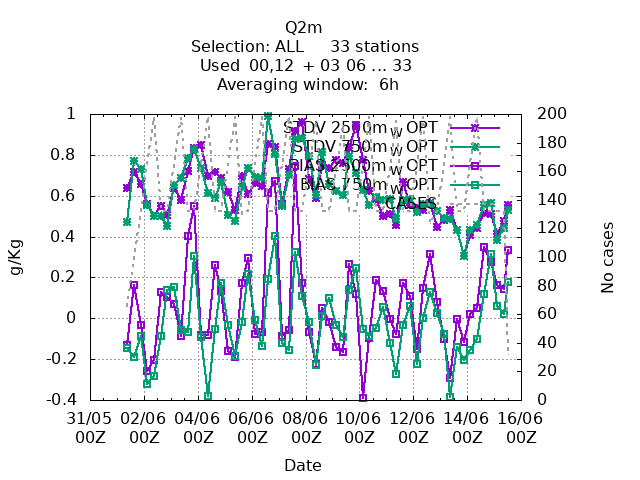 Q2m
Selection: ALL 33 stations
Used 00,12 + 03 06 ... 33
Averaging window: 6h
1
0.8
0.6
0.4
0.2
0
-0.2
-0.4
g/Kg
200
180
160
140
120
100
80
60
40
20
0
No cases
STDV 2500m_W OPT
STDV 750m_W OPT
BIAS 2500m_W OPT
BIAS 750m_W OPT
CASES
31/05 02/06 04/06 06/06 08/06 10/06 12/06 14/06 16/06
00Z 00Z 00Z 00Z 00Z 00Z 00Z 00Z 00Z
Date